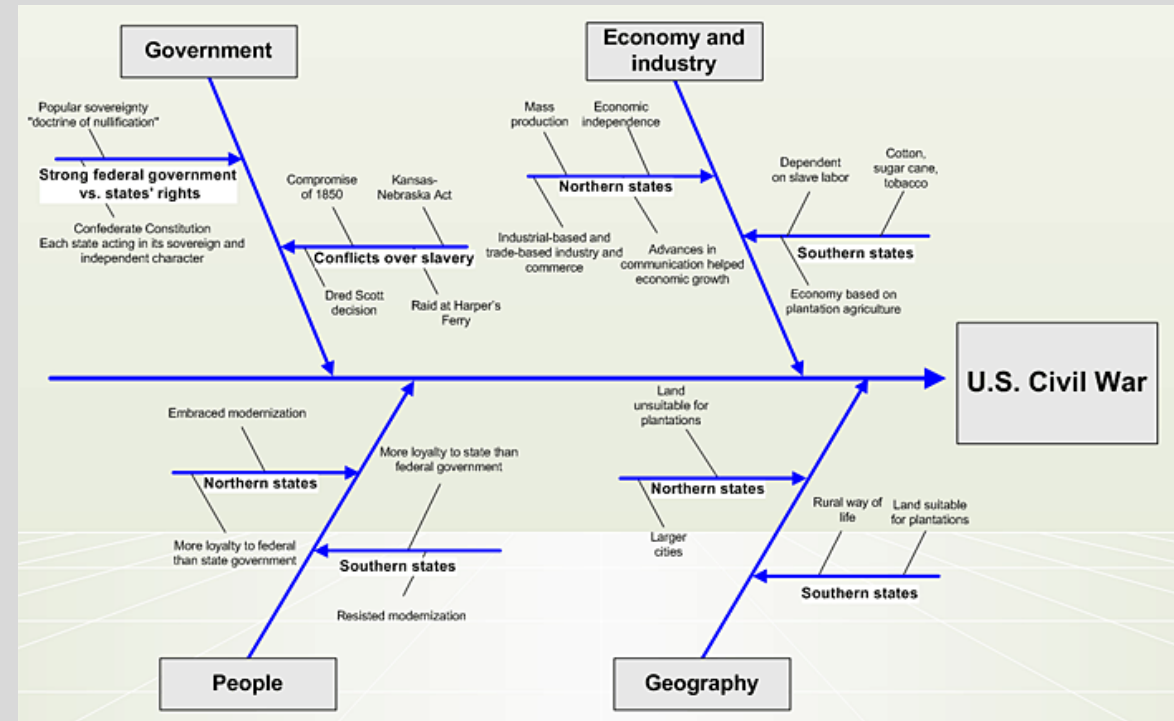 Government
Popular sovereignty
"doctrine of nullification"
Strong federal government
vs. states' rights
Confederate Constitution
Each state acting in its sovereign and
independent character
Compromise
of 1850
Kansas-
Nebraska Act
Conflicts over slavery
Dred Scott
decision
Raid at Harper's
Ferry
Economy and
industry
Mass
production
Economic
independence
Northern states
Industrial-based and
trade-based industry and
commerce
Advances in
communication helped
economic growth
Dependent
on slave labor
Cotton,
sugar cane,
tobacco
Southern states
Economy based on
plantation agriculture
U.S. Civil War
Embraced modernization
Northern states
More loyalty to federal
than state government
More loyalty to state than
federal government
Southern states
Resisted modernization
People
Land
unsuitable for
plantations
Northern states
Larger
cities
Rural way of
life
Land suitable
for plantations
Southern states
Geography